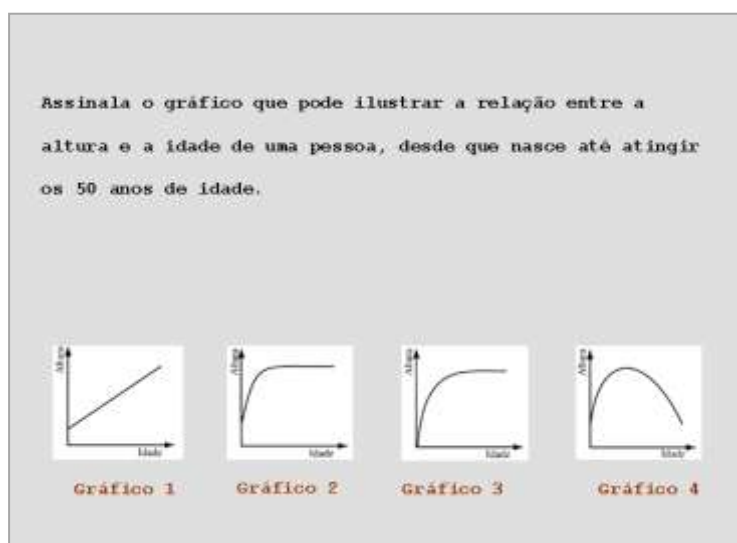 Assinala o gráfico que pode ilustrar a relação entre a
altura e a idade de uma pessoa, desde que nasce até atingir
os 50 anos de idade.
Altura
Idade
Altura
Idade
Altura
Idade
Altura
Idade
Gráfico 1
Gráfico 2
Gráfico 3
Gráfico 4